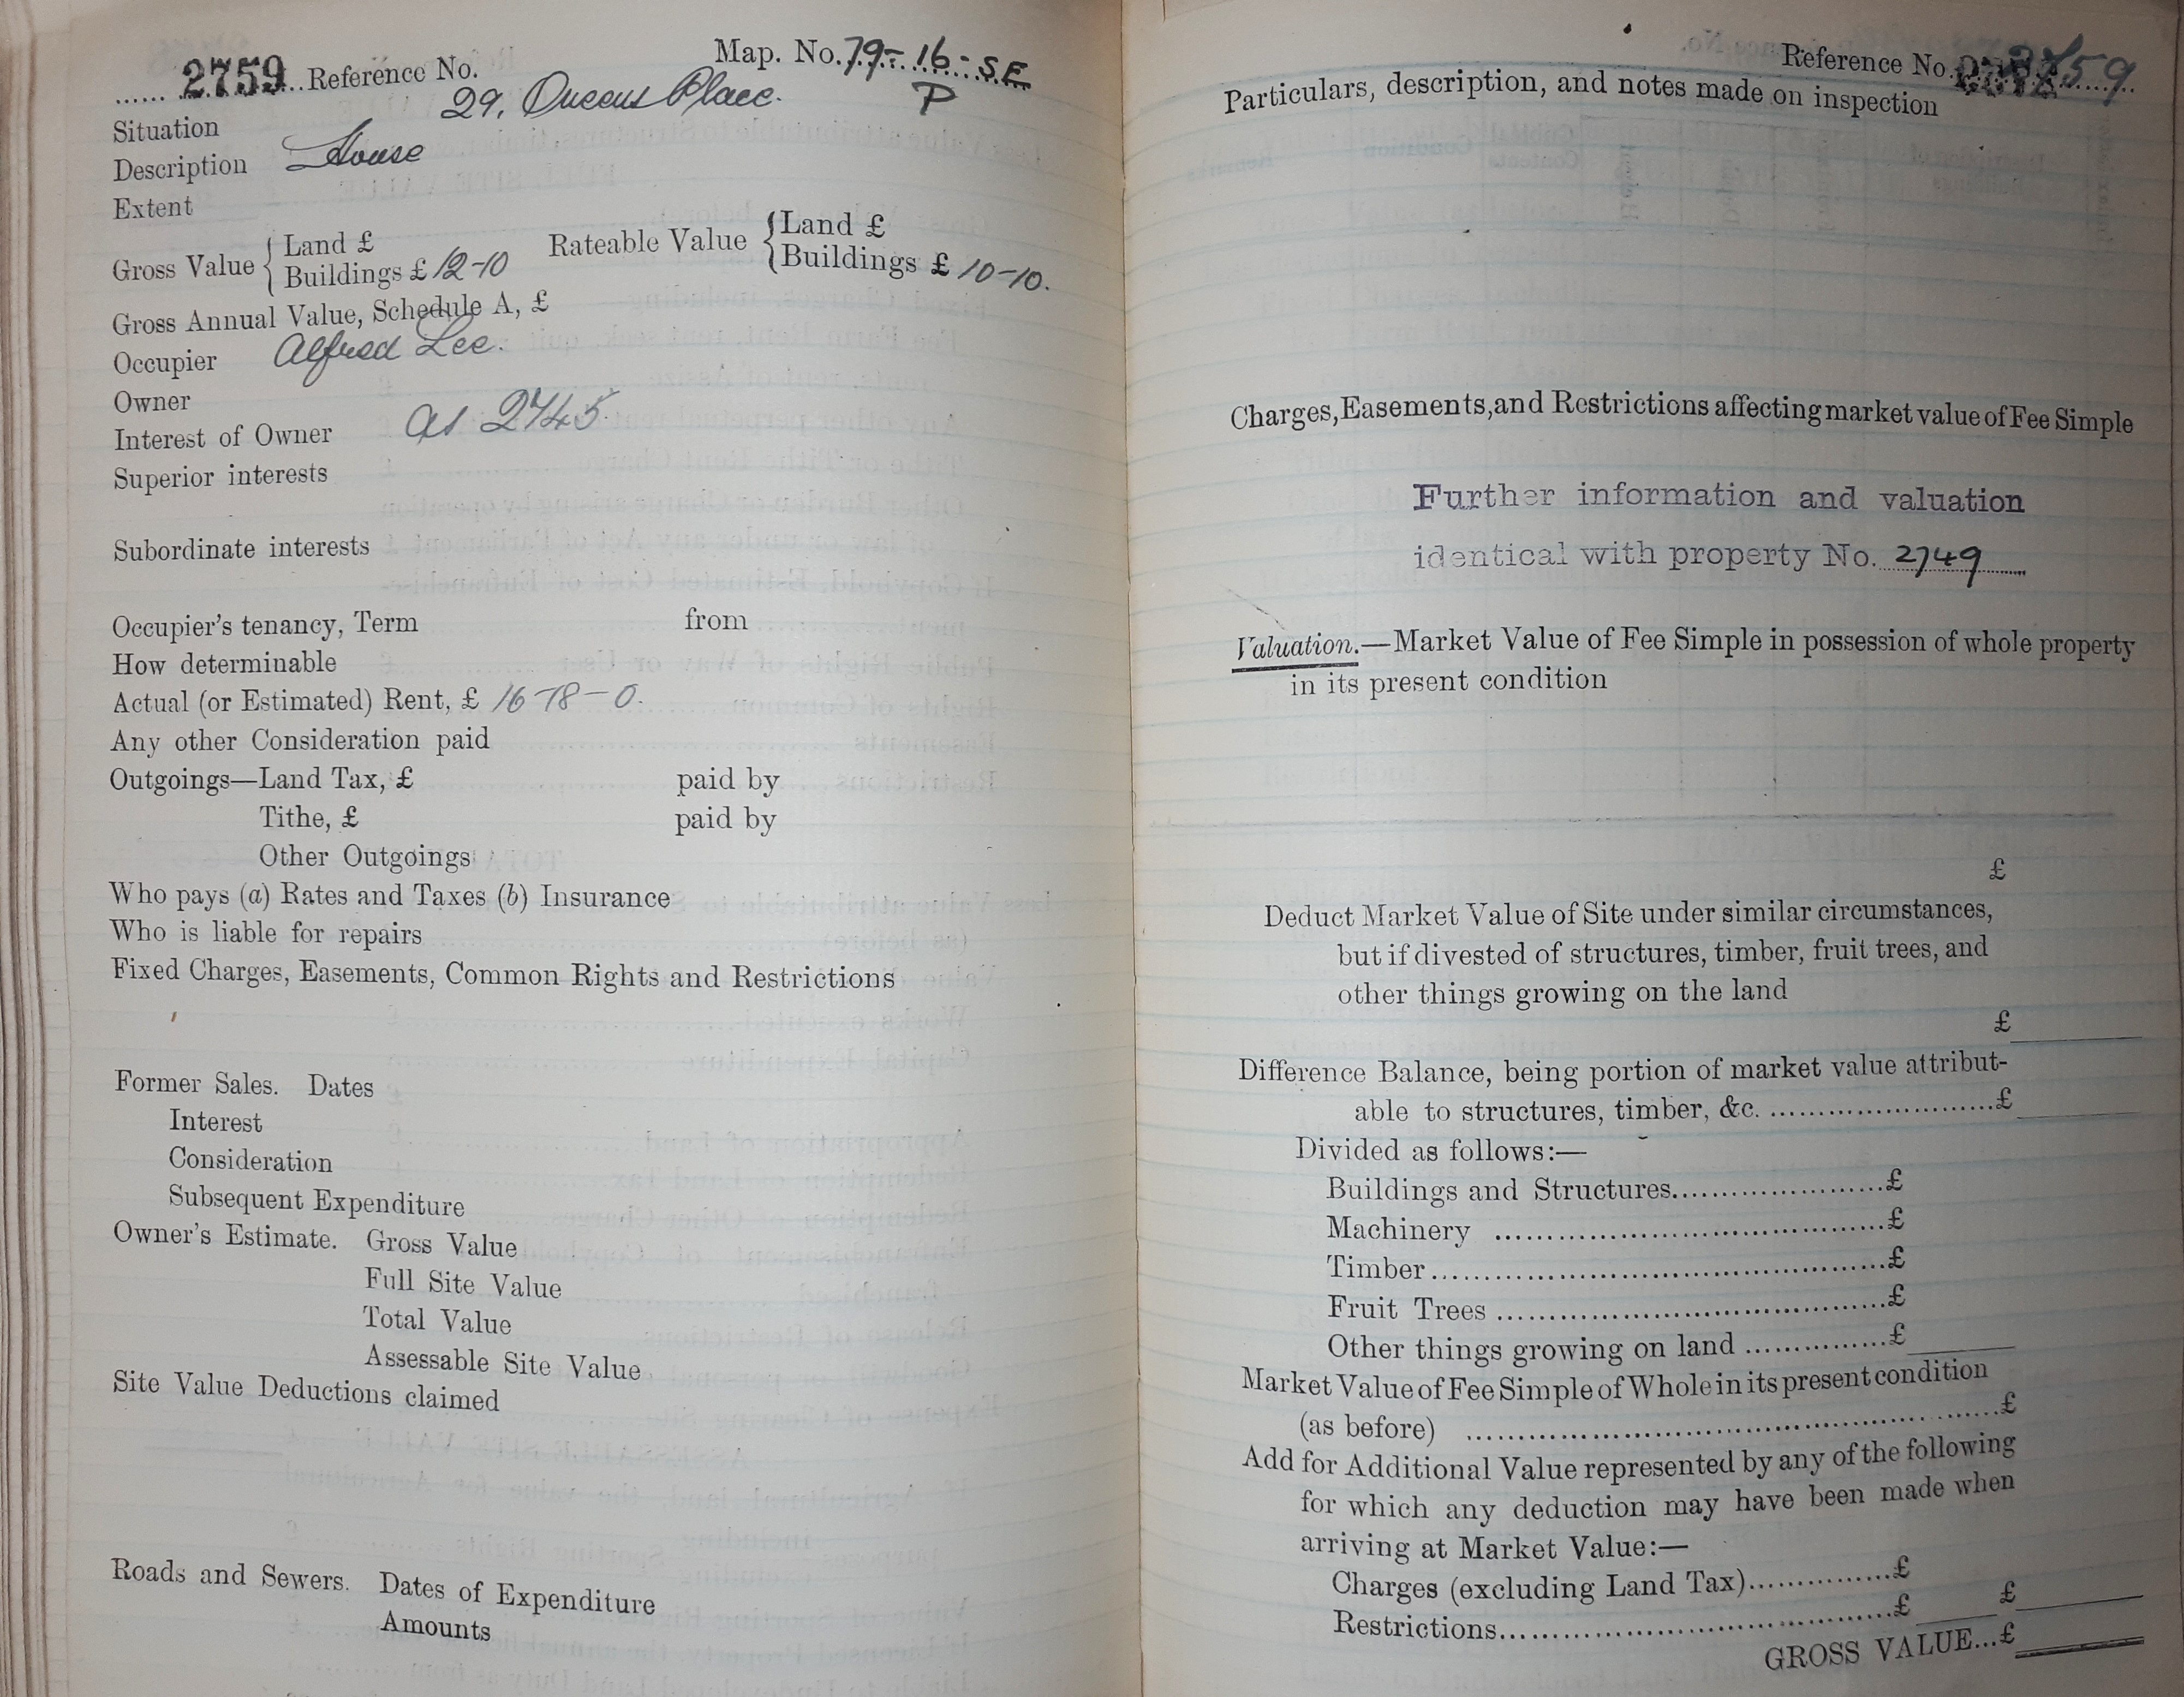 2759 Reference No. Map. No. 79-16-SE
P
Situation 29, Queens Place.
Description House
Extent
Gross Value { Land £ Rateable Value { Land £
Buildings £ 12-10 Buildings £ 10-10.
Gross Annual Value, Schedule A, £
Occupier Alfred Lee.
Owner
Interest of Owner as 2745.
Superior interests
Subordinate interests
Occupier's tenancy, Term from
How determinable
Actual (or Estimated) Rent, £
Any other Consideration paid
Outgoings—Land Tax, £ paid by
Tithe, £ paid by
Other Outgoings
Who pays (a) Rates and Taxes (b) Insurance
Who is liable for repairs
Fixed Charges, Easements, Common Rights and Restrictions
Former Sales. Dates
Interest
Consideration
Subsequent Expenditure
Owner's Estimate. Gross Value
Full Site Value
Total Value
Assessable Site Value
Site Value Deductions claimed
Roads and Sewers. Dates of Expenditure
Amounts
Reference No. 2759
Particulars, description, and notes made on inspection
Charges, Easements, and Restrictions affecting market value of Fee Simple
Further information and valuation
identical with property No. 2749
Valuation.—Market Value of Fee Simple in possession of whole property
in its present condition
£
Deduct Market Value of Site under similar circumstances,
but if divested of structures, timber, fruit trees, and
other things growing on the land
£
Difference Balance, being portion of market value attribut-
able to structures, timber, &c. ........................£
Divided as follows:—
Buildings and Structures........................£
Machinery ........................£
Timber........................£
Fruit Trees ........................£
Other things growing on land ................£
Market Value of Fee Simple of Whole in its present condition
(as before) ........................£
Add for Additional Value represented by any of the following
for which any deduction may have been made when
arriving at Market Value:—
Charges (excluding Land Tax)................£
Restrictions........................£ £
GROSS VALUE...£